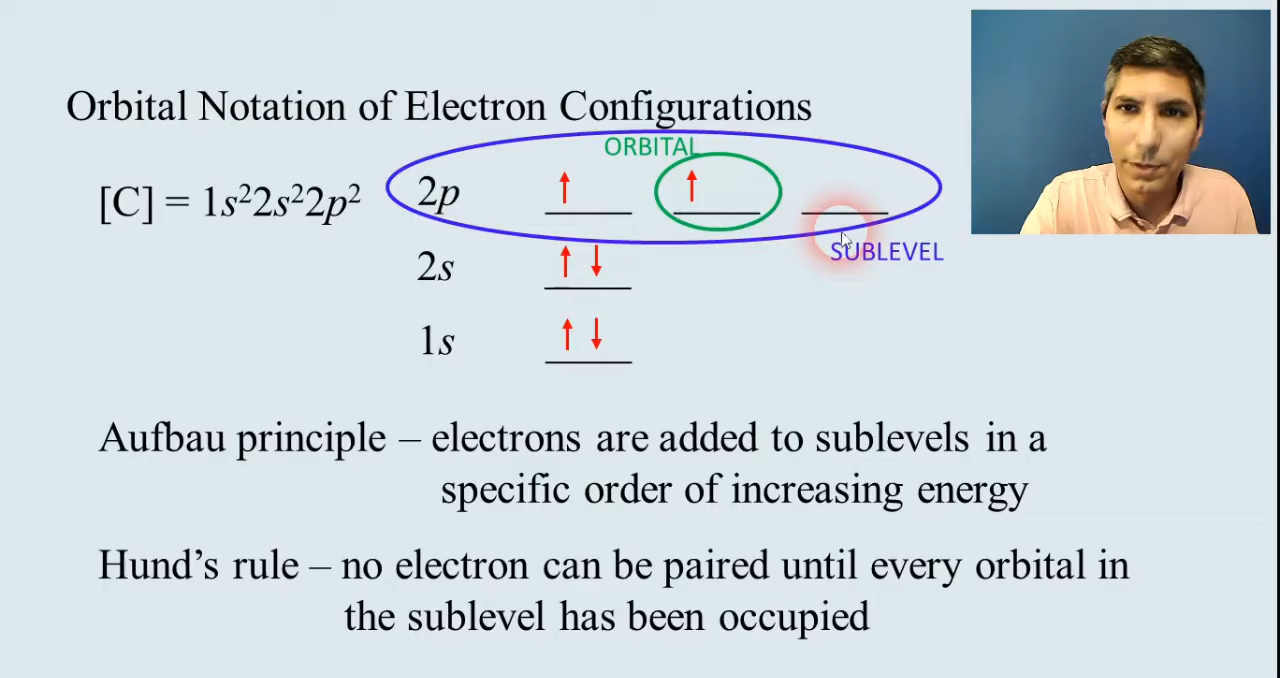 Orbital Notation of Electron Configurations
ORBITAL
[C] = 1s²2s²2p²
2p
SUBLEVEL
2s
1s
Aufbau principle – electrons are added to sublevels in a
specific order of increasing energy
Hund’s rule – no electron can be paired until every orbital in
the sublevel has been occupied